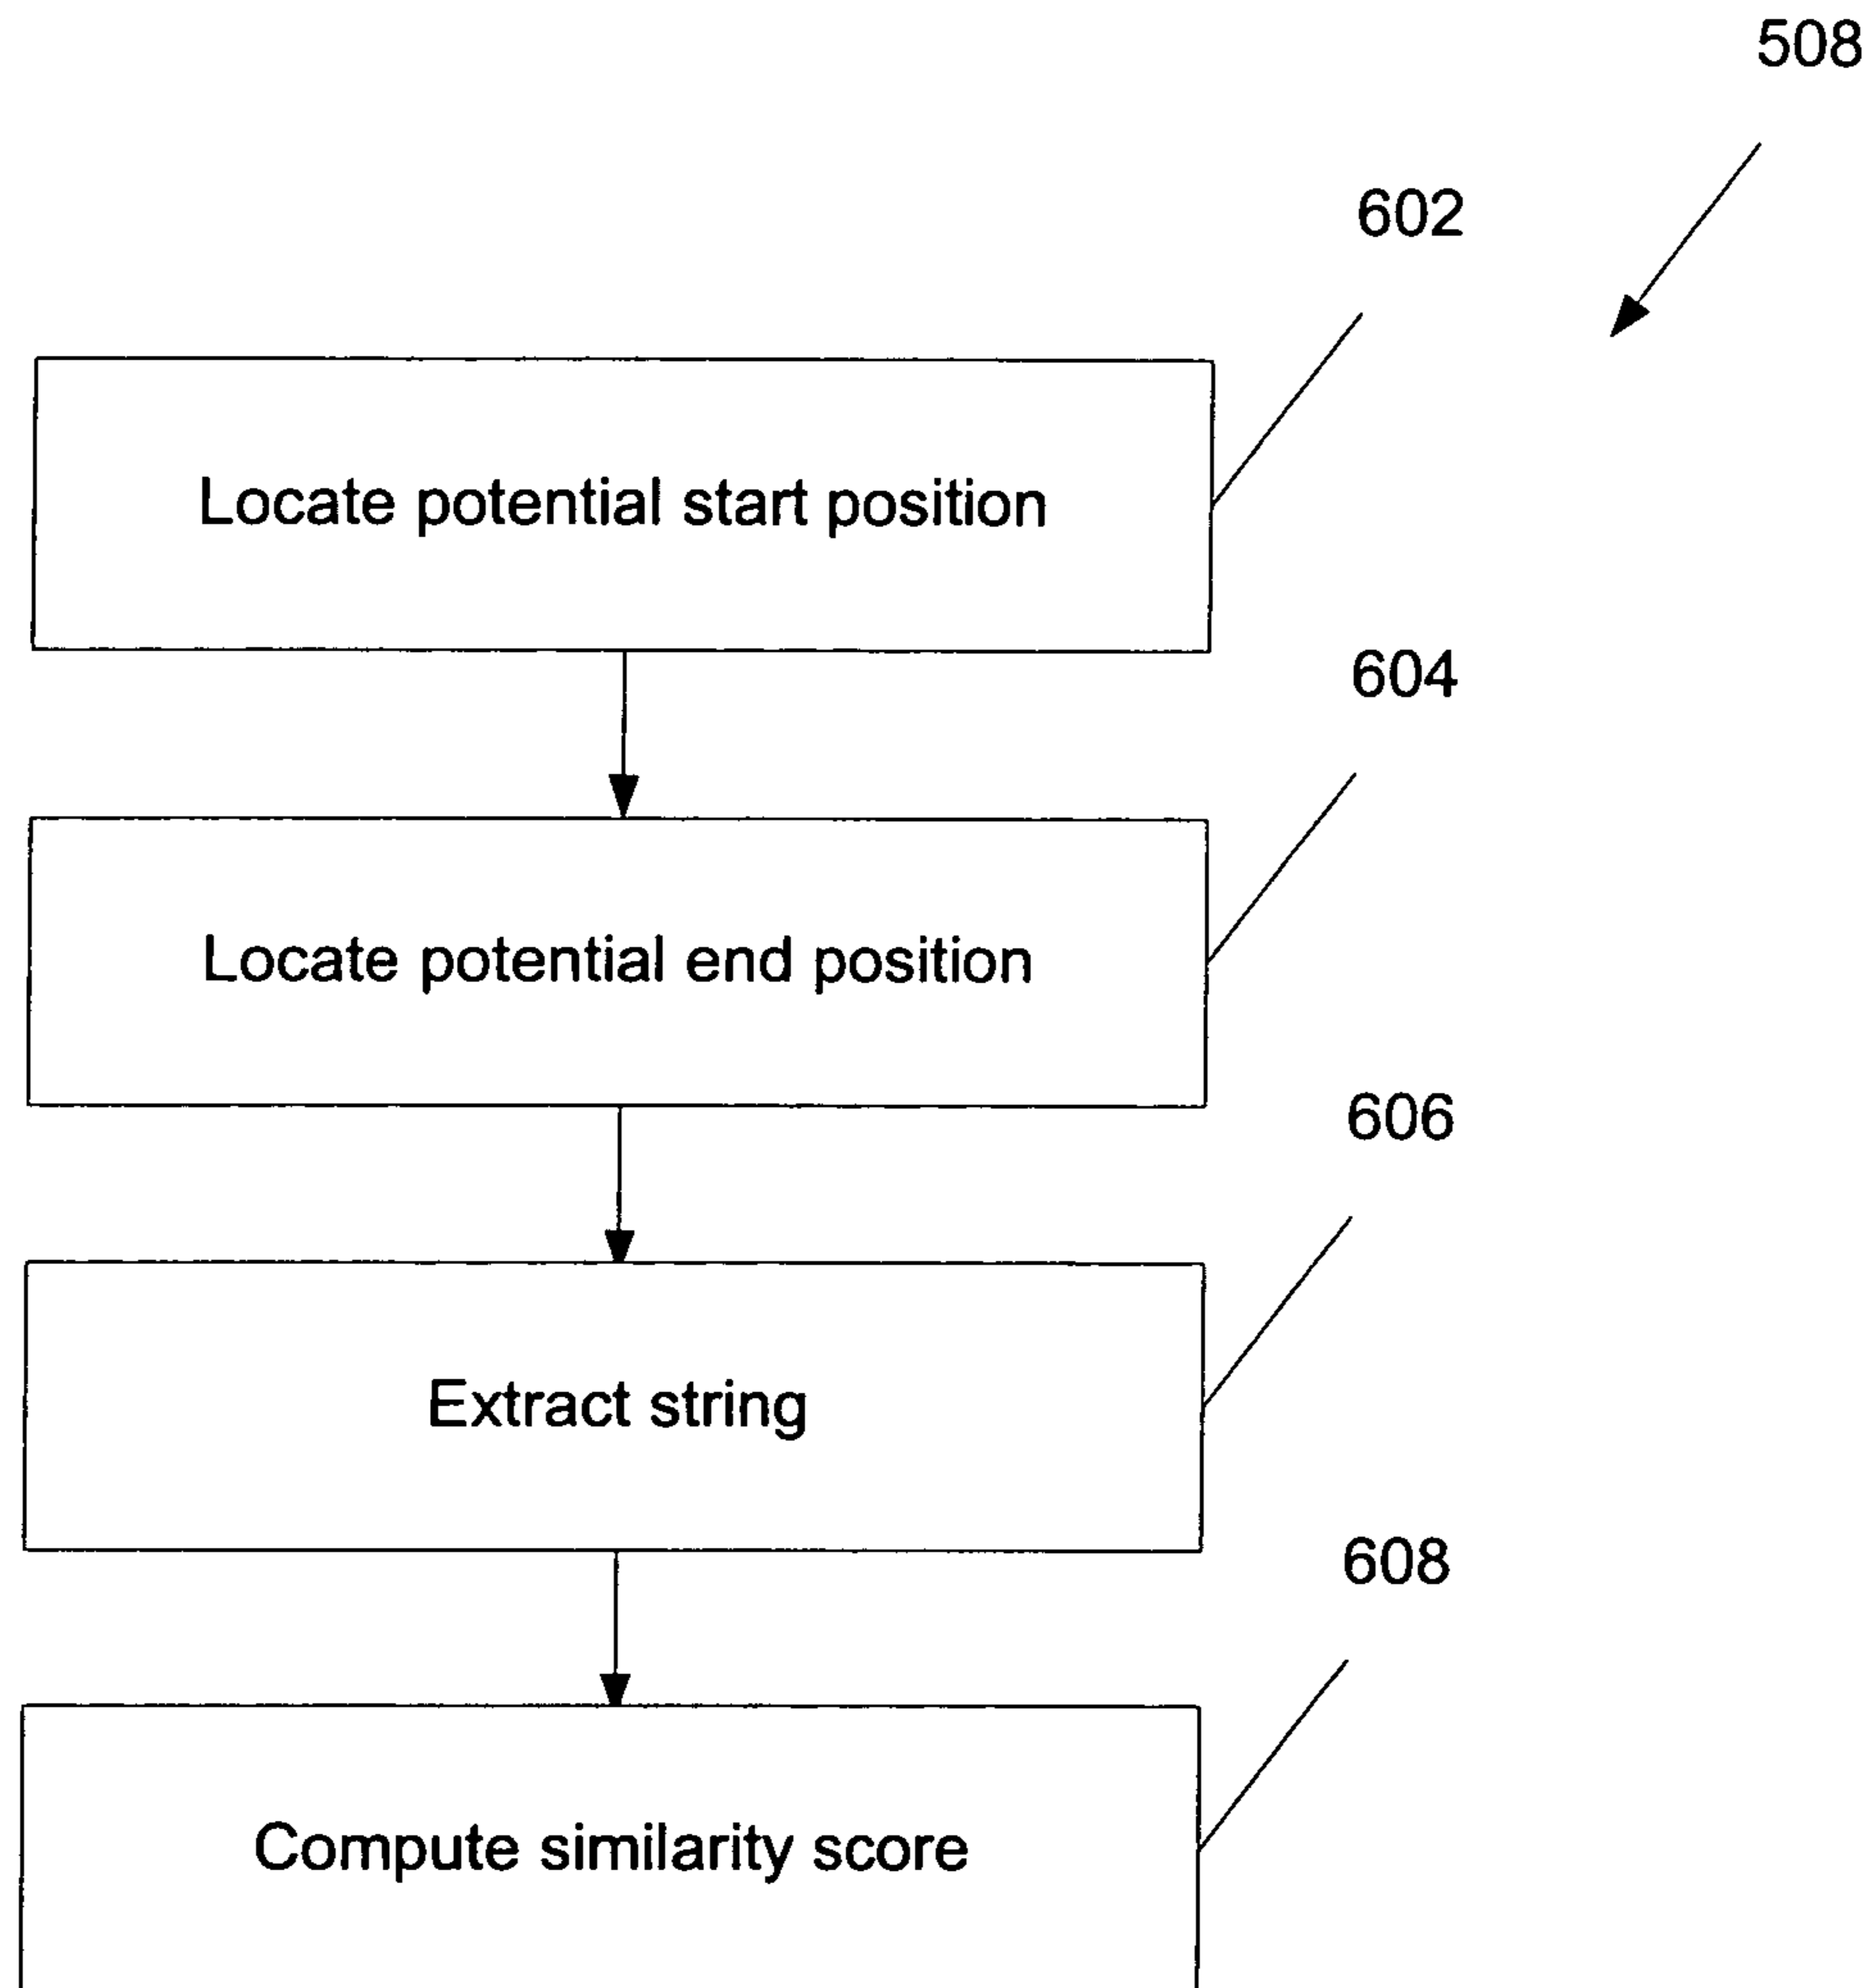 508
602
Locate potential start position
604
Locate potential end position
606
Extract string
608
Compute similarity score